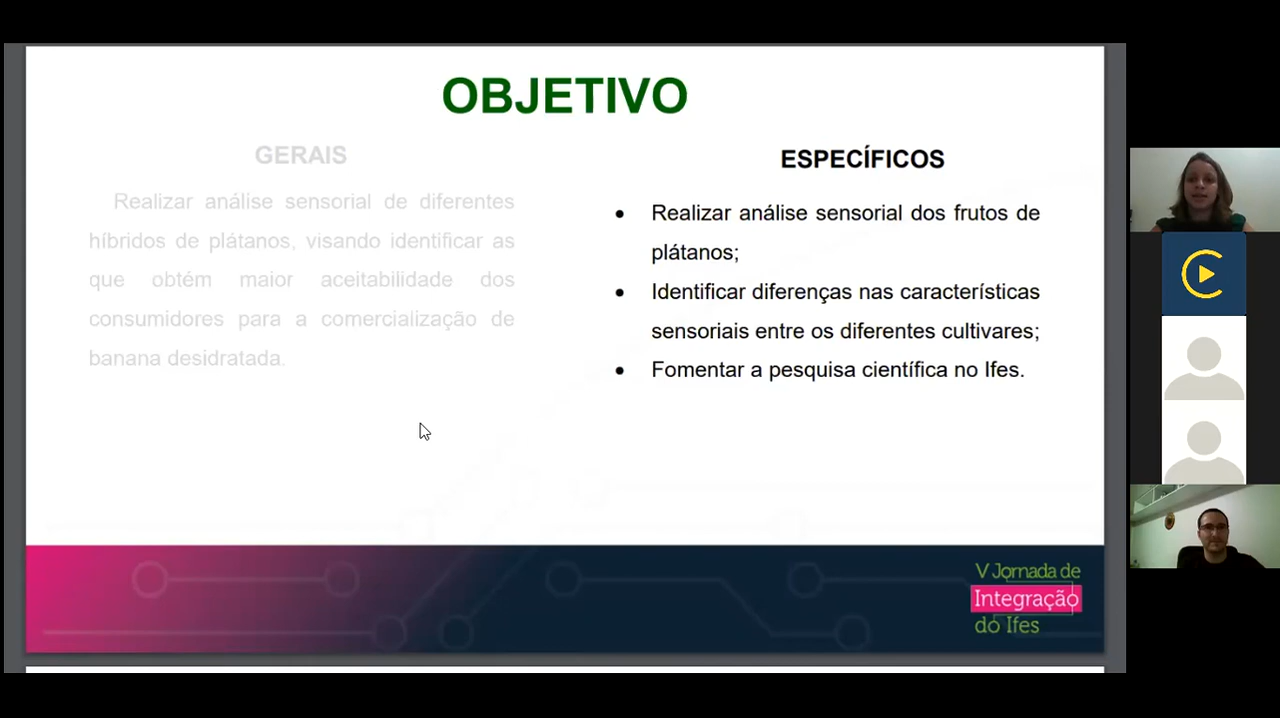 OBJETIVO
GERAIS
Realizar análise sensorial de diferentes
híbridos de plátanos, visando identificar as
que obtém maior aceitabilidade dos
consumidores para a comercialização de
banana desidratada.
ESPECÍFICOS
• Realizar análise sensorial dos frutos de
plátanos;
• Identificar diferenças nas características
sensoriais entre os diferentes cultivares;
• Fomentar a pesquisa científica no Ifes.
V Jornada de
Integração
do Ifes